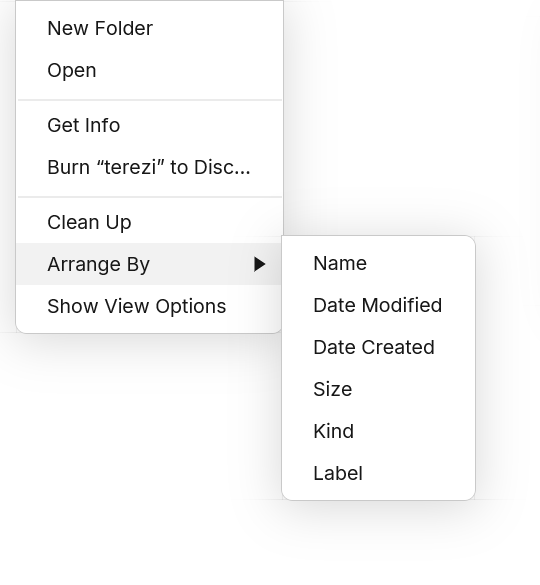 New Folder
Open
Get Info
Burn “terezi” to Disc...
Clean Up
Arrange By
Show View Options
Name
Date Modified
Date Created
Size
Kind
Label